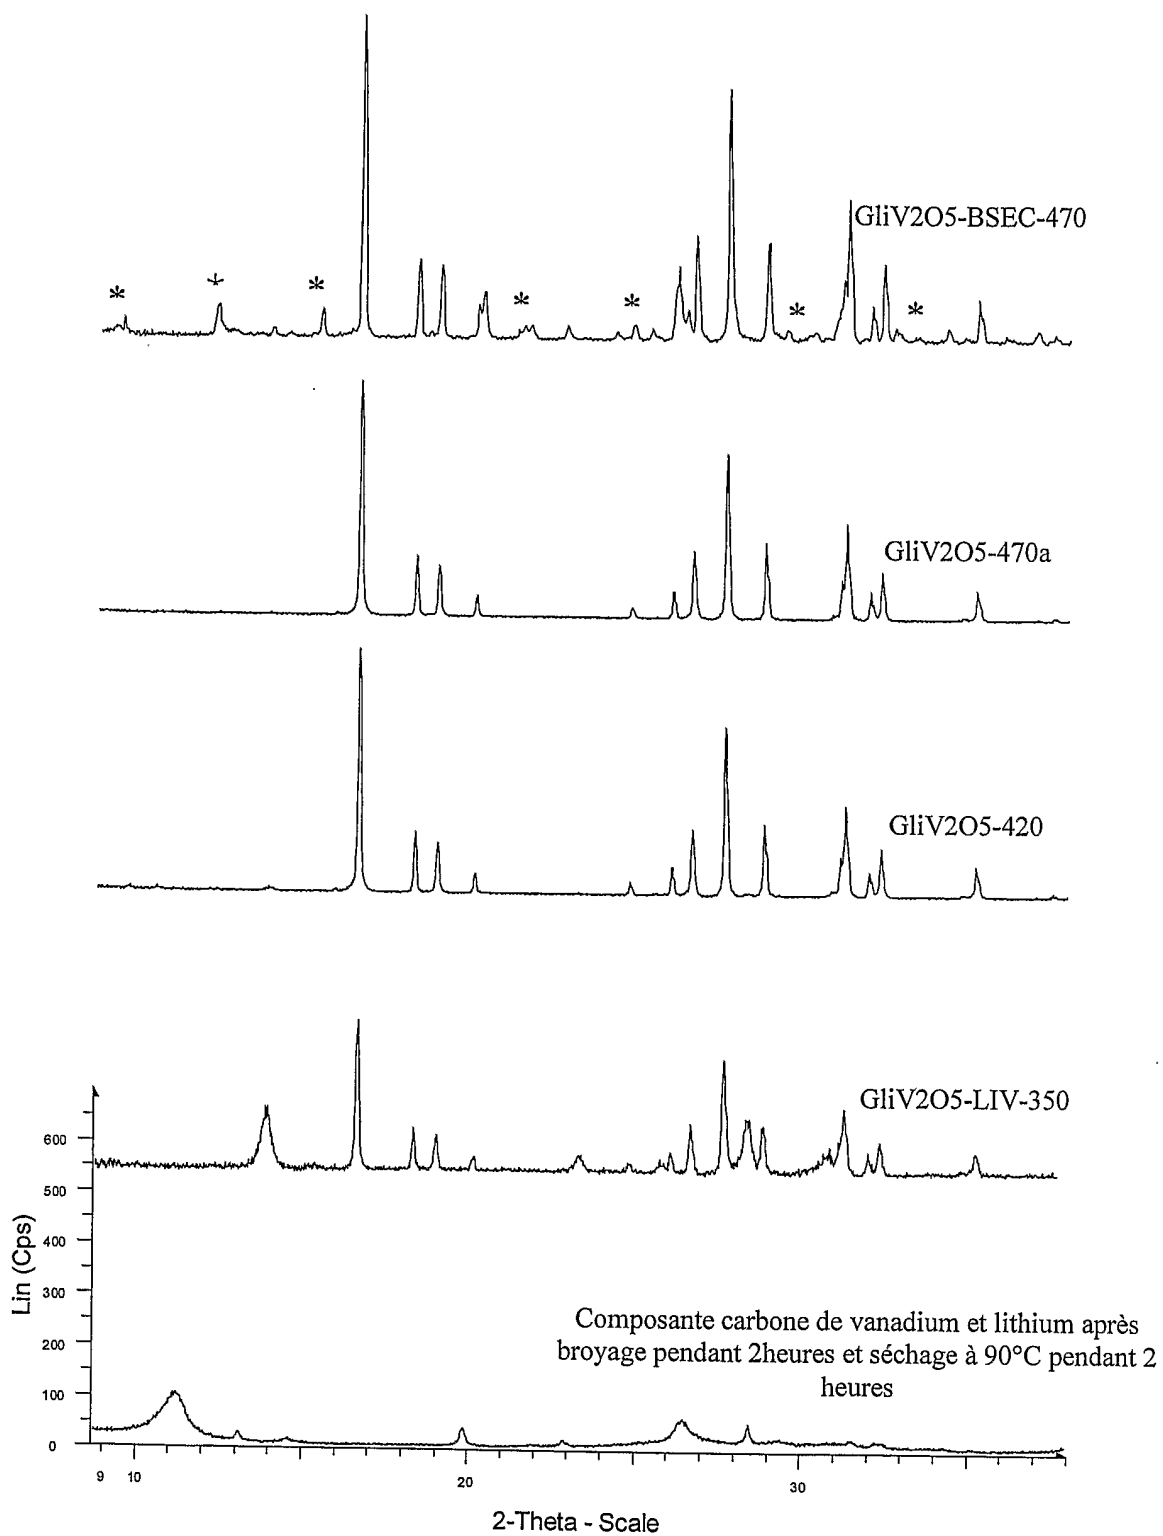 GliV2O5-BSEC-470
*
*
*
*
*
*
*
GliV2O5-470a
GliV2O5-420
GliV2O5-LIV-350
Lin (Cps)
600
500
400
300
200
100
0
Composante carbone de vanadium et lithium après
broyage pendant 2heures et séchage à 90°C pendant 2
heures
9 10 20 30
2-Theta - Scale